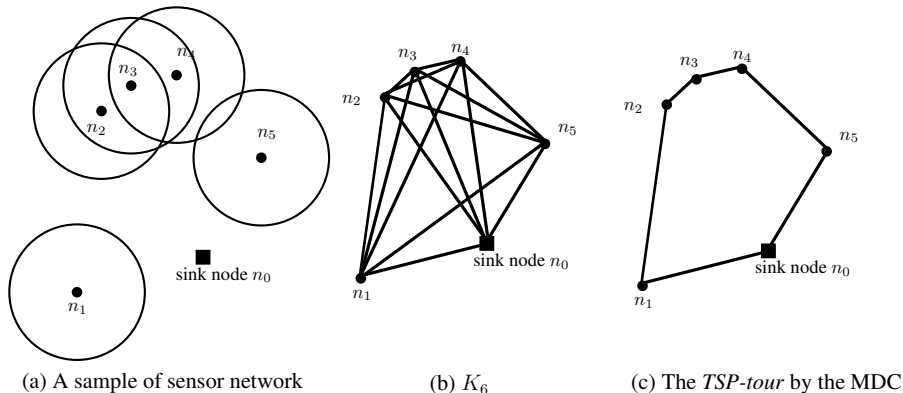 n₄
n₃
n₂
n₅
sink node n₀
n₁
n₃
n₄
n₂
n₅
sink node n₀
n₁
n₃
n₄
n₂
n₅
sink node n₀
n₁
(a) A sample of sensor network
(b) K₆
(c) The TSP-tour by the MDC